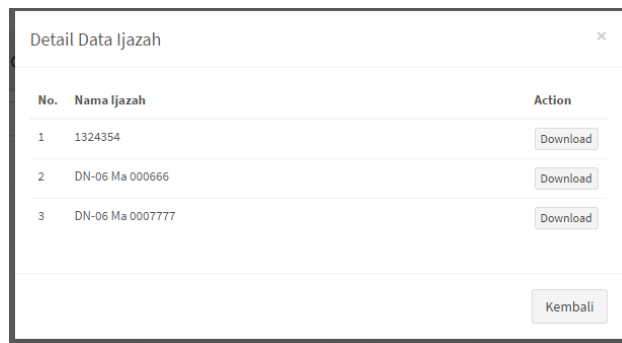 Detail Data Ijazah ×
No. Nama Ijazah Action
1 1324354 Download
2 DN-06 Ma 000666 Download
3 DN-06 Ma 0007777 Download
Kembali